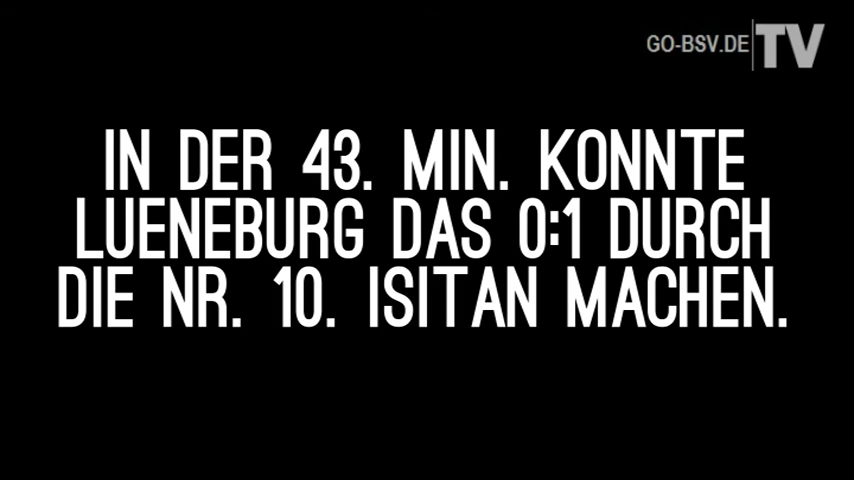 GO-BSV.DE TV
IN DER 43. MIN. KONNTE
LUENEBURG DAS 0:1 DURCH
DIE NR. 10. ISITAN MACHEN.